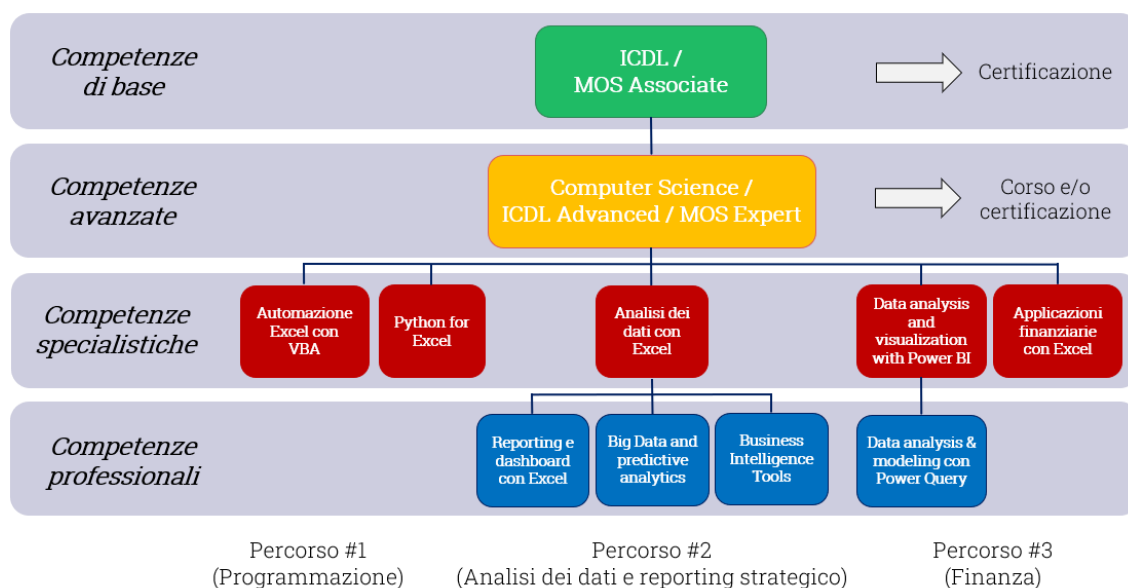 Competenze
di base
ICDL /
MOS Associate
Certificazione
Competenze
avanzate
Computer Science /
ICDL Advanced / MOS Expert
Corso e/o
certificazione
Competenze
specialistiche
Automazione
Excel con
VBA
Python for
Excel
Analisi dei
dati con
Excel
Data analysis
and
visualization
with Power BI
Applicazioni
finanziarie
con Excel
Competenze
professionali
Reporting e
dashboard
con Excel
Big Data and
predictive
analytics
Business
Intelligence
Tools
Data analysis &
modeling con
Power Query
Percorso #1
(Programmazione)
Percorso #2
(Analisi dei dati e reporting strategico)
Percorso #3
(Finanza)